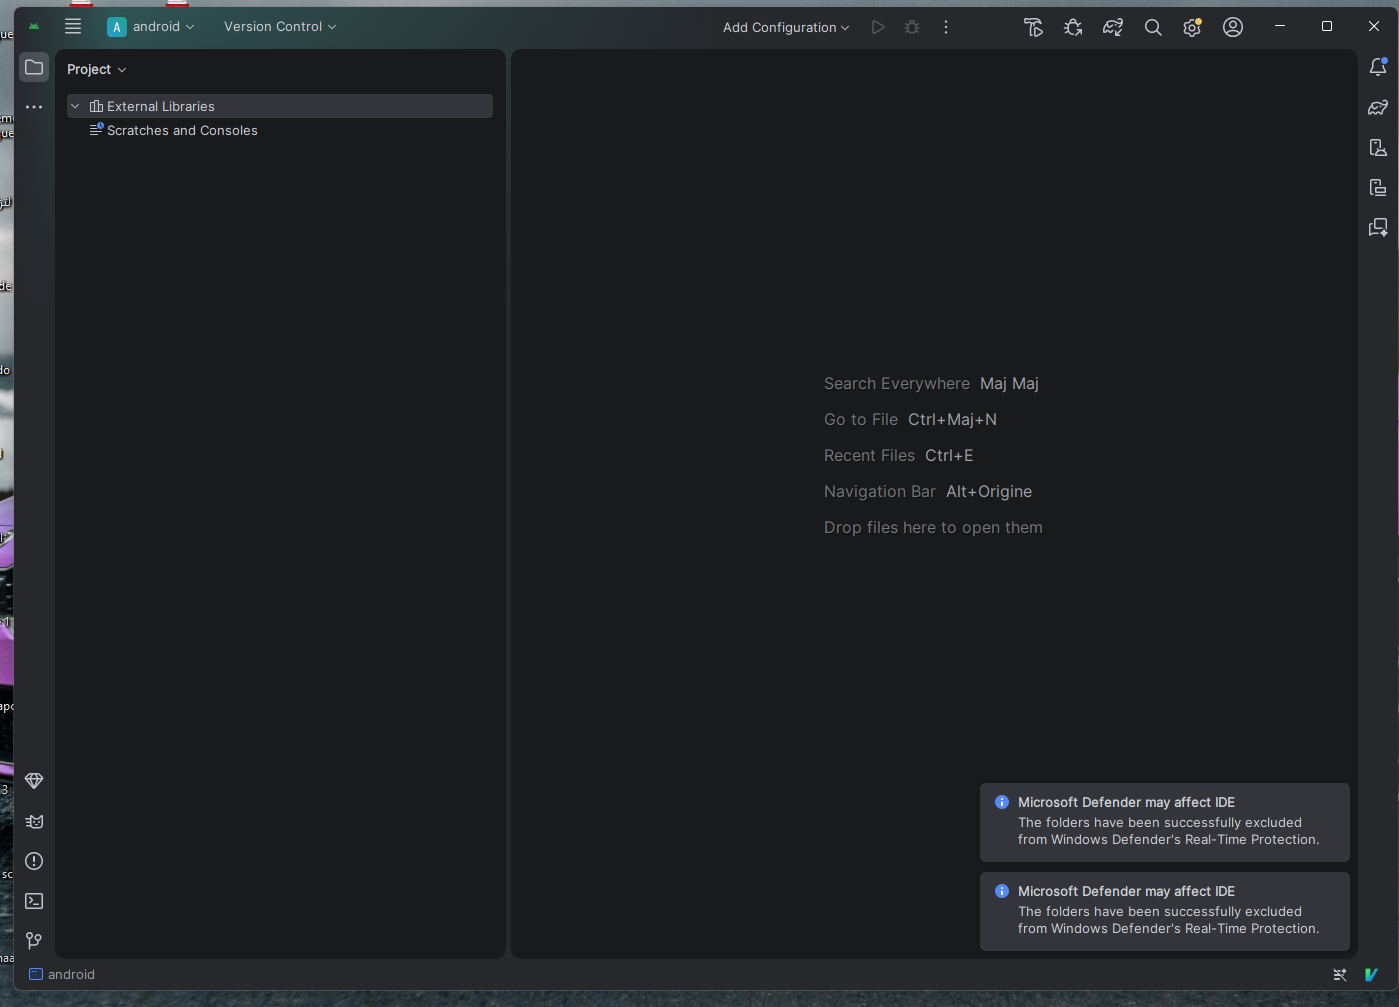 A android
Version Control
Add Configuration
Project
External Libraries
Scratches and Consoles
Search Everywhere Maj Maj
Go to File Ctrl+Maj+N
Recent Files Ctrl+E
Navigation Bar Alt+Origine
Drop files here to open them
Microsoft Defender may affect IDE
The folders have been successfully excluded
from Windows Defender's Real-Time Protection.
Microsoft Defender may affect IDE
The folders have been successfully excluded
from Windows Defender's Real-Time Protection.
android